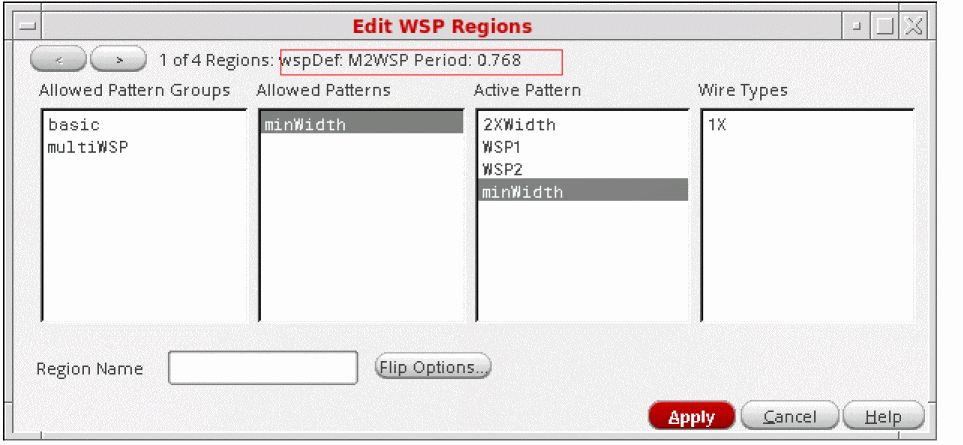 Edit WSP Regions
< > 1 of 4 Regions: wspDef: M2WSP Period: 0.768
Allowed Pattern Groups Allowed Patterns Active Pattern Wire Types
basic minWidth 2XWidth 1X
multiWSP WSP1
WSP2
minWidth
Region Name Flip Options...
Apply Cancel Help